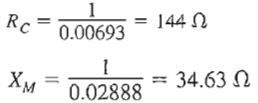 R_C = 1/0.00693 = 144 Ω
X_M = 1/0.02888 = 34.63 Ω